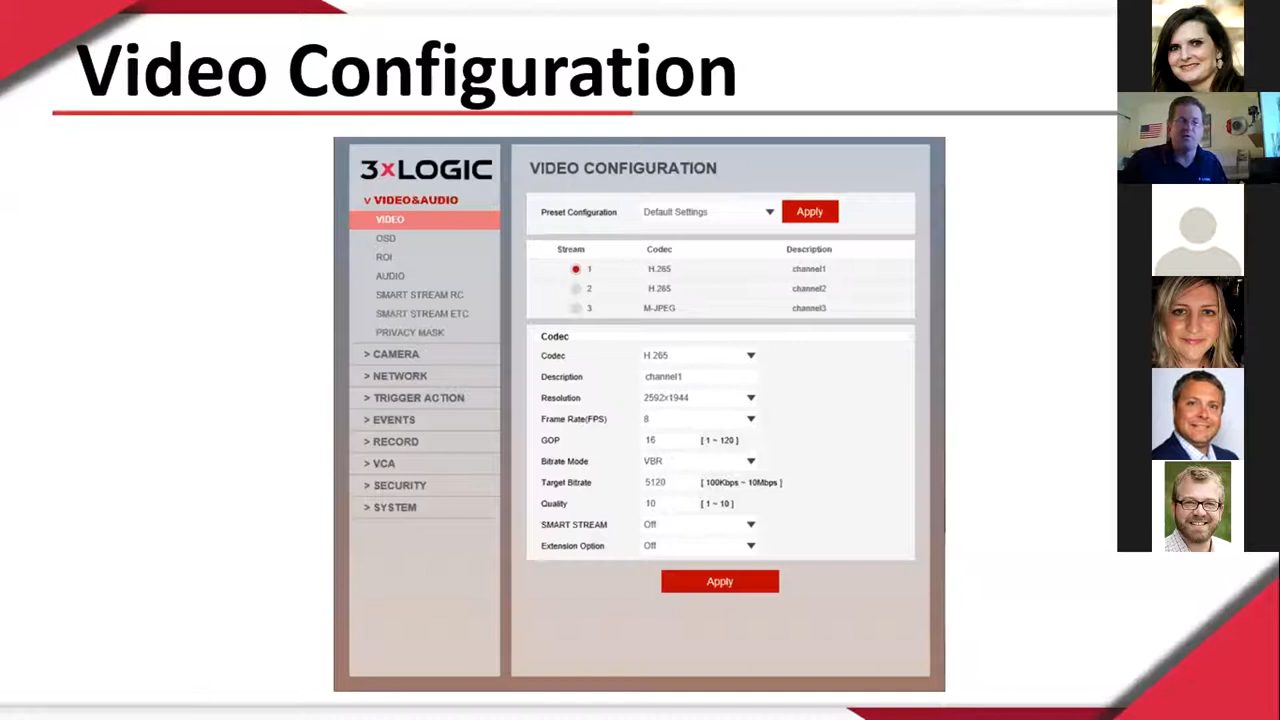 Video Configuration
3xLOGIC
v VIDEO&AUDIO
VIDEO
OSD
ROI
AUDIO
SMART STREAM RC
SMART STREAM ETC
PRIVACY MASK
> CAMERA
> NETWORK
> TRIGGER ACTION
> EVENTS
> RECORD
> VCA
> SECURITY
> SYSTEM
VIDEO CONFIGURATION
Preset Configuration Default Settings Apply
Stream Codec Description
1 H.265 channel1
2 H.265 channel2
3 M-JPEG channel3
Codec
Codec H.265
Description channel1
Resolution 2592x1944
Frame Rate(FPS) 8
GOP 16 [ 1 ~ 120 ]
Bitrate Mode VBR
Target Bitrate 5120 [ 100Kbps ~ 10Mbps ]
Quality 10 [ 1 ~ 10 ]
SMART STREAM Off
Extension Option Off
Apply